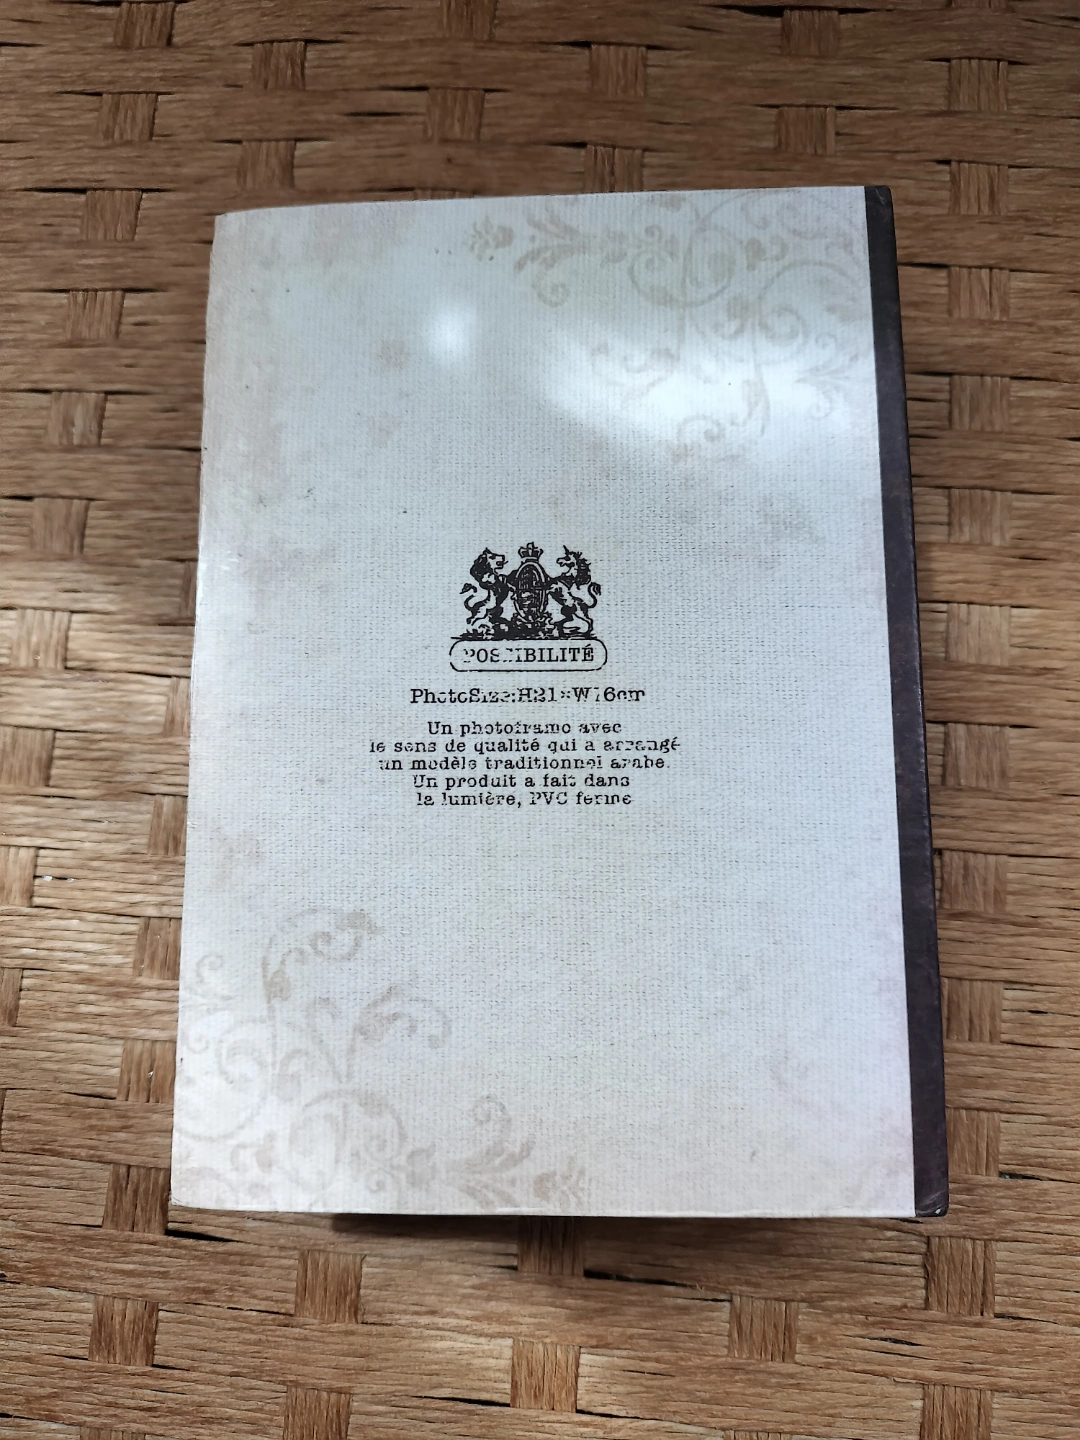 POSSIBILITÉ
PhotoSize:H21×W16cm
Un photoframe avec
le sens de qualité qui a arrangé
un modèle traditionnel arabe.
Un produit a fait dans
la lumière, PVC ferme